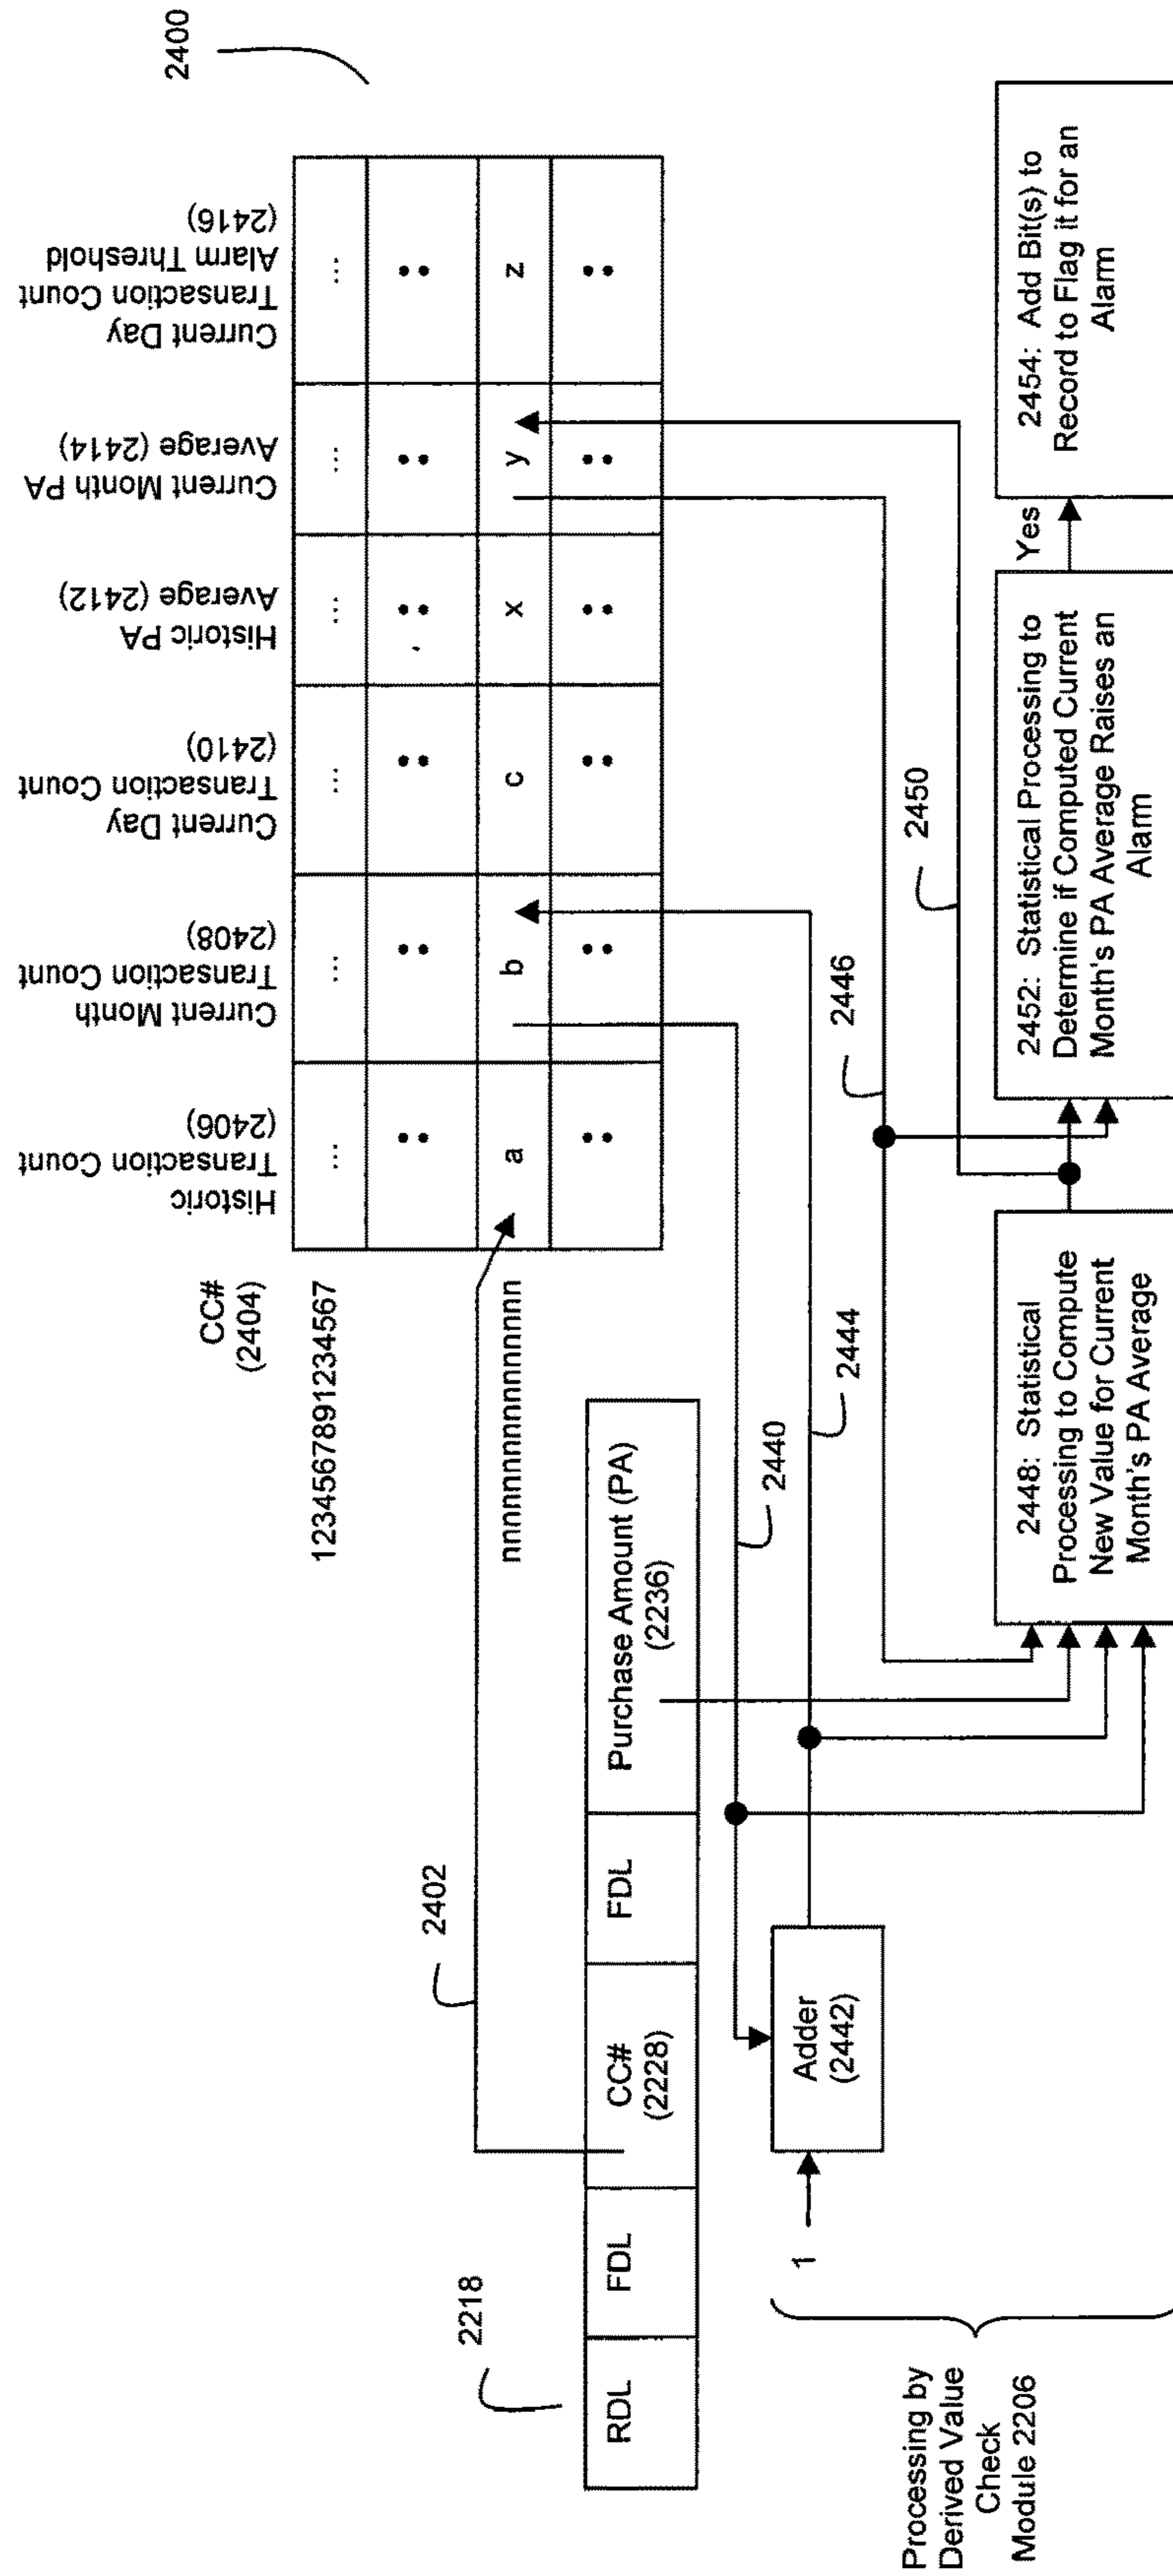 2400
CC#
(2404)
Historic
Transaction Count
(2406)
Current Month
Transaction Count
(2408)
Current Day
Transaction Count
(2410)
Historic PA
Average (2412)
Current Month PA
Average (2414)
Current Day
Transaction Count
Alarm Threshold
(2416)
1234567891234567
...
...
...
...
...
...
nnnnnnnnnnnnnn
a
b
c
x
y
z
2402
2218
RDL
FDL
CC#
(2228)
FDL
Purchase Amount (PA)
(2236)
2440
2444
2446
2450
1
Adder
(2442)
Processing by
Derived Value
Check
Module 2206
2448: Statistical
Processing to Compute
New Value for Current
Month's PA Average
2452: Statistical Processing to
Determine if Computed Current
Month's PA Average Raises an
Alarm
Yes
2454: Add Bit(s) to
Record to Flag it for an
Alarm